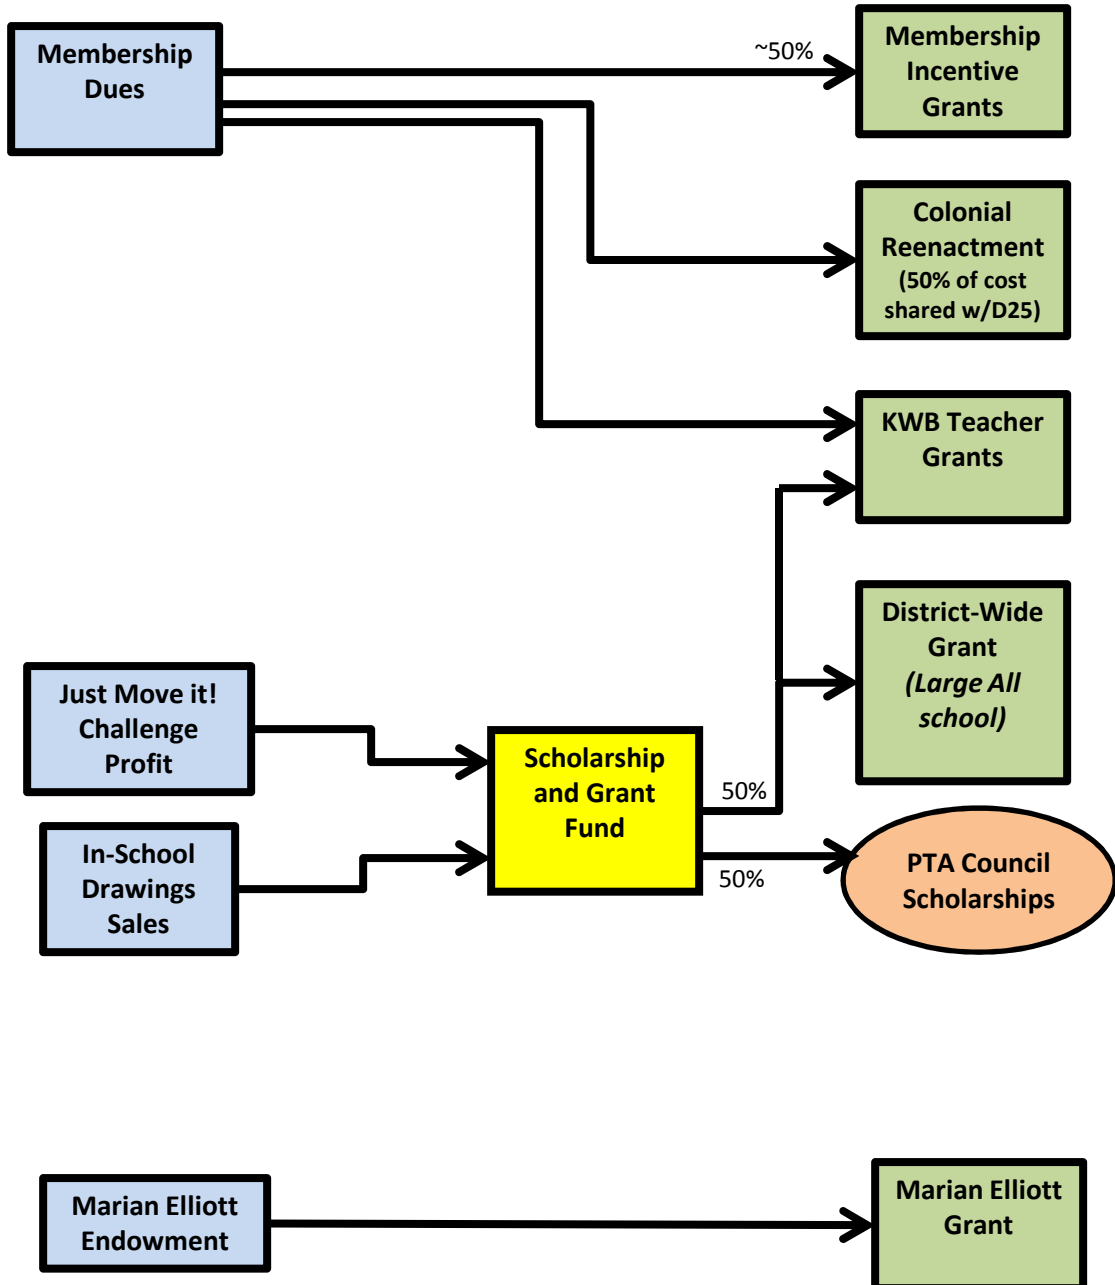 Membership
Dues
~50%
Membership
Incentive
Grants
Colonial
Reenactment
(50% of cost
shared w/D25)
KWB Teacher
Grants
District-Wide
Grant
(Large All
school)
Just Move it!
Challenge
Profit
Scholarship
and Grant
Fund
50%
50%
In-School
Drawings
Sales
PTA Council
Scholarships
Marian Elliott
Endowment
Marian Elliott
Grant